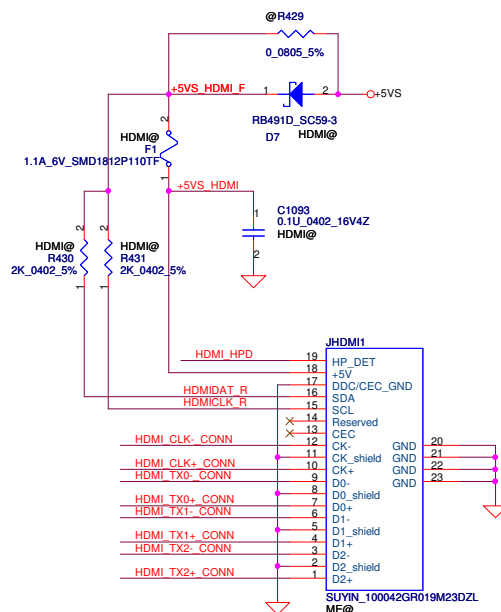 @R429
0_0805_5%
+5VS_HDMI_F
1
2
+5VS
RB491D_SC59-3
D7
HDMI@
2
HDMI@
F1
1.1A_6V_SMD1812P110TF
1
+5VS_HDMI
1
C1093
0.1U_0402_16V4Z
HDMI@
2
2
2
HDMI@
HDMI@
R430
R431
2K_0402_5%
2K_0402_5%
1
1
JHDMI1
HDMI_HPD
19
HP_DET
18
+5V
17
DDC/CEC_GND
HDMIDAT_R
16
SDA
HDMICLK_R
15
SCL
14
Reserved
13
CEC
HDMI_CLK-_CONN
12
CK-
GND
20
11
CK_shield
GND
21
HDMI_CLK+_CONN
10
CK+
GND
22
HDMI_TX0-_CONN
9
D0-
GND
23
8
D0_shield
HDMI_TX0+_CONN
7
D0+
HDMI_TX1-_CONN
6
D1-
5
D1_shield
HDMI_TX1+_CONN
4
D1+
HDMI_TX2-_CONN
3
D2-
2
D2_shield
HDMI_TX2+_CONN
1
D2+
SUYIN_100042GR019M23DZL
ME@